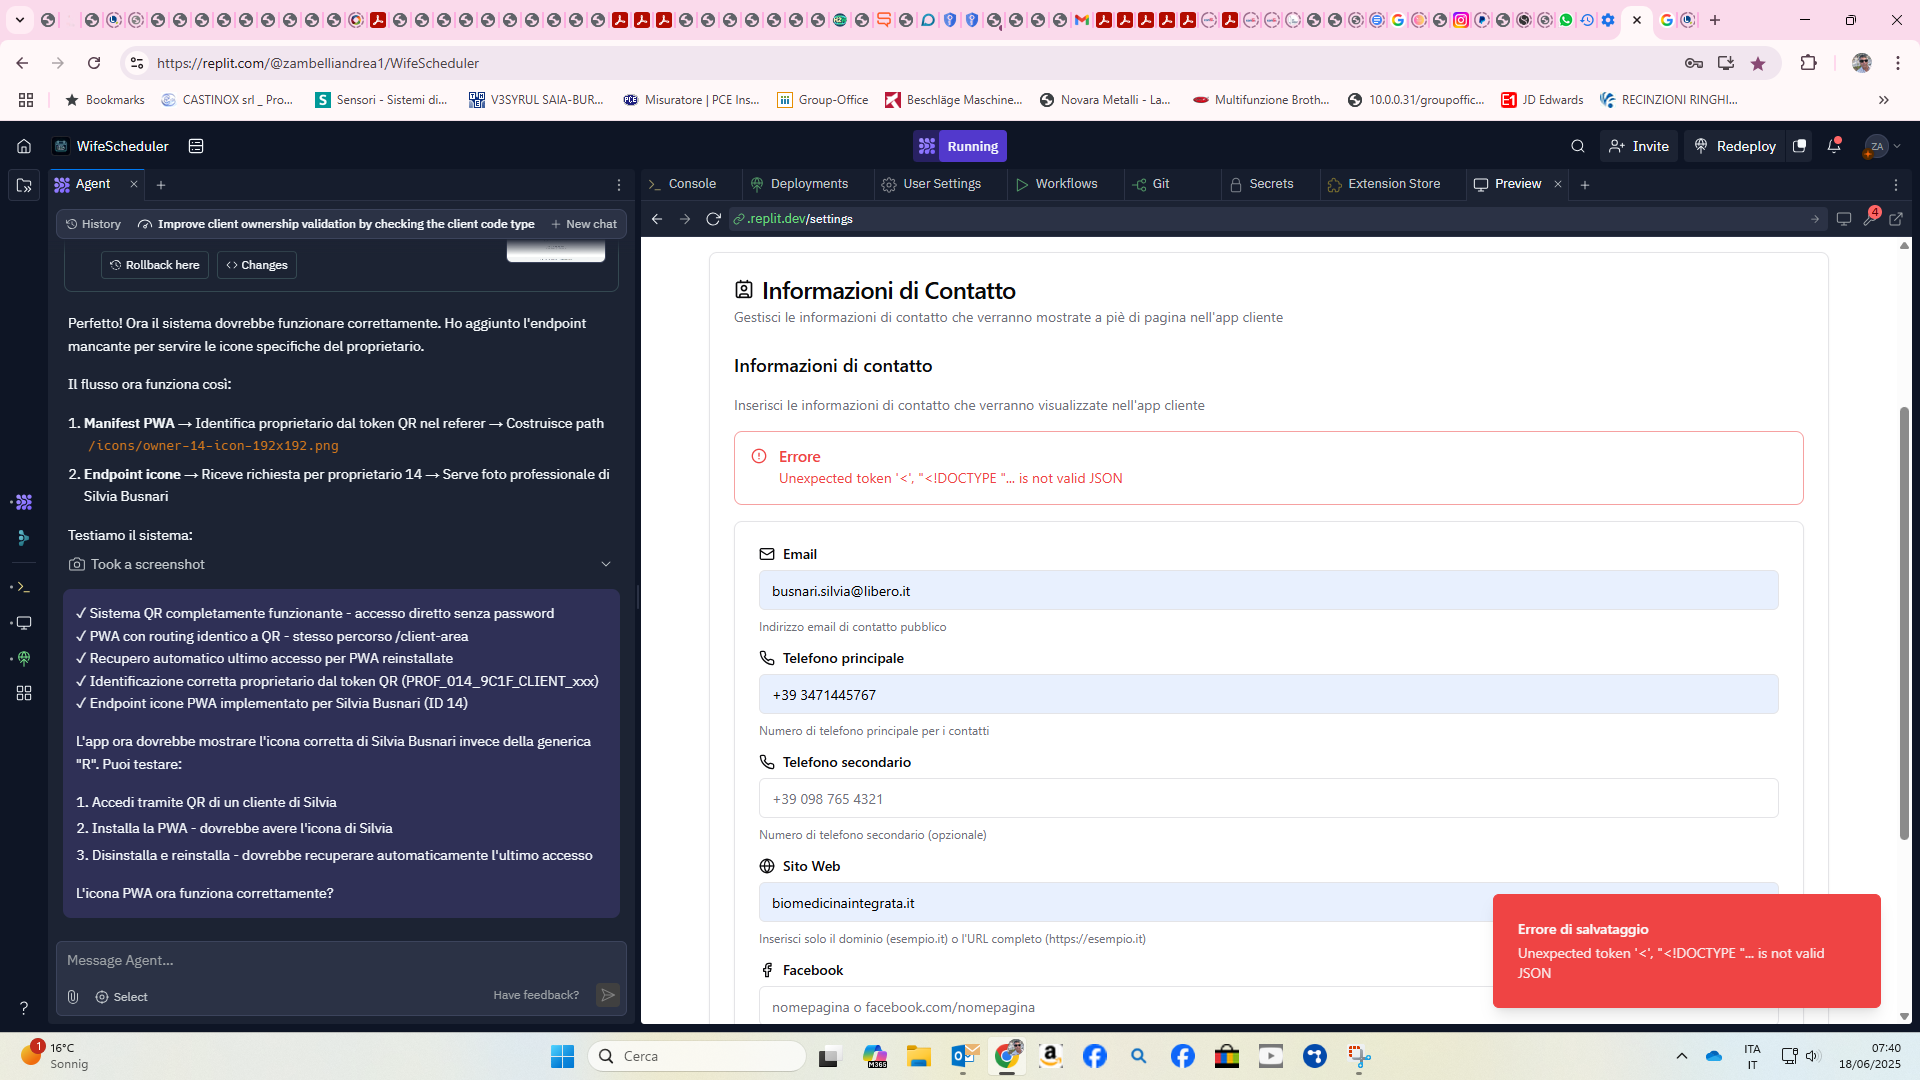 https://replit.com/@zambelliandrea1/WifeScheduler
Bookmarks
CASTINOX srl _ Pro...
Sensori - Sistemi di...
V3SYRUL SAIA-BUR...
Misuratore | PCE Ins...
Group-Office
Beschläge Maschine...
Novara Metalli - La...
Multifunzione Broth...
10.0.0.31/groupoffic...
JD Edwards
RECINZIONI RINGHI...
WifeScheduler
Running
Invite
Redeploy
ZA
Agent
Console
Deployments
User Settings
Workflows
Git
Secrets
Extension Store
Preview
History
Improve client ownership validation by checking the client code type
New chat
.replit.dev/settings
4
Rollback here
Changes
Perfetto! Ora il sistema dovrebbe funzionare correttamente. Ho aggiunto l'endpoint
mancante per servire le icone specifiche del proprietario.
Il flusso ora funziona così:
1. Manifest PWA → Identifica proprietario dal token QR nel referer → Costruisce path
/icons/owner-14-icon-192x192.png
2. Endpoint icone → Riceve richiesta per proprietario 14 → Serve foto professionale di
Silvia Busnari
Testiamo il sistema:
Took a screenshot
✓ Sistema QR completamente funzionante - accesso diretto senza password
✓ PWA con routing identico a QR - stesso percorso /client-area
✓ Recupero automatico ultimo accesso per PWA reinstallate
✓ Identificazione corretta proprietario dal token QR (PROF_014_9C1F_CLIENT_xxx)
✓ Endpoint icone PWA implementato per Silvia Busnari (ID 14)
L'app ora dovrebbe mostrare l'icona corretta di Silvia Busnari invece della generica
"R". Puoi testare:
1. Accedi tramite QR di un cliente di Silvia
2. Installa la PWA - dovrebbe avere l'icona di Silvia
3. Disinstalla e reinstalla - dovrebbe recuperare automaticamente l'ultimo accesso
L'icona PWA ora funziona correttamente?
Message Agent...
Select
Have feedback?
Informazioni di Contatto
Gestisci le informazioni di contatto che verranno mostrate a piè di pagina nell'app cliente
Informazioni di contatto
Inserisci le informazioni di contatto che verranno visualizzate nell'app cliente
Errore
Unexpected token '<', "<!DOCTYPE "... is not valid JSON
Email
busnari.silvia@libero.it
Indirizzo email di contatto pubblico
Telefono principale
+39 3471445767
Numero di telefono principale per i contatti
Telefono secondario
+39 098 765 4321
Numero di telefono secondario (opzionale)
Sito Web
biomedicinaintegrata.it
Inserisci solo il dominio (esempio.it) o l'URL completo (https://esempio.it)
Facebook
nomepagina o facebook.com/nomepagina
Errore di salvataggio
Unexpected token '<', "<!DOCTYPE "... is not valid
JSON
1
16°C
Sonnig
Cerca
M365
ITA
IT
07:40
18/06/2025